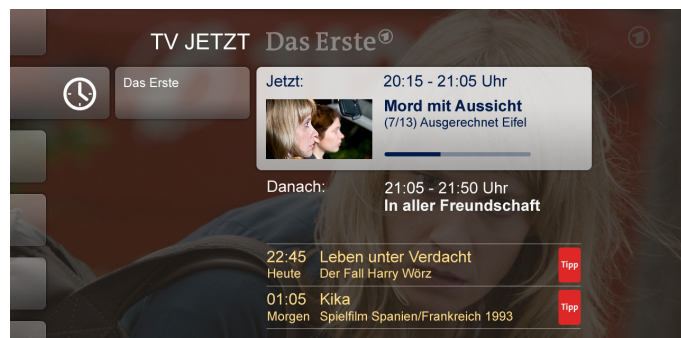 TV JETZT Das Erste
Das Erste
Jetzt: 20:15 - 21:05 Uhr
Mord mit Aussicht
(7/13) Ausgerechnet Eifel
Danach: 21:05 - 21:50 Uhr
In aller Freundschaft
22:45 Leben unter Verdacht
Heute Der Fall Harry Wörz
Tipp
01:05 Kika
Morgen Spielfilm Spanien/Frankreich 1993
Tipp